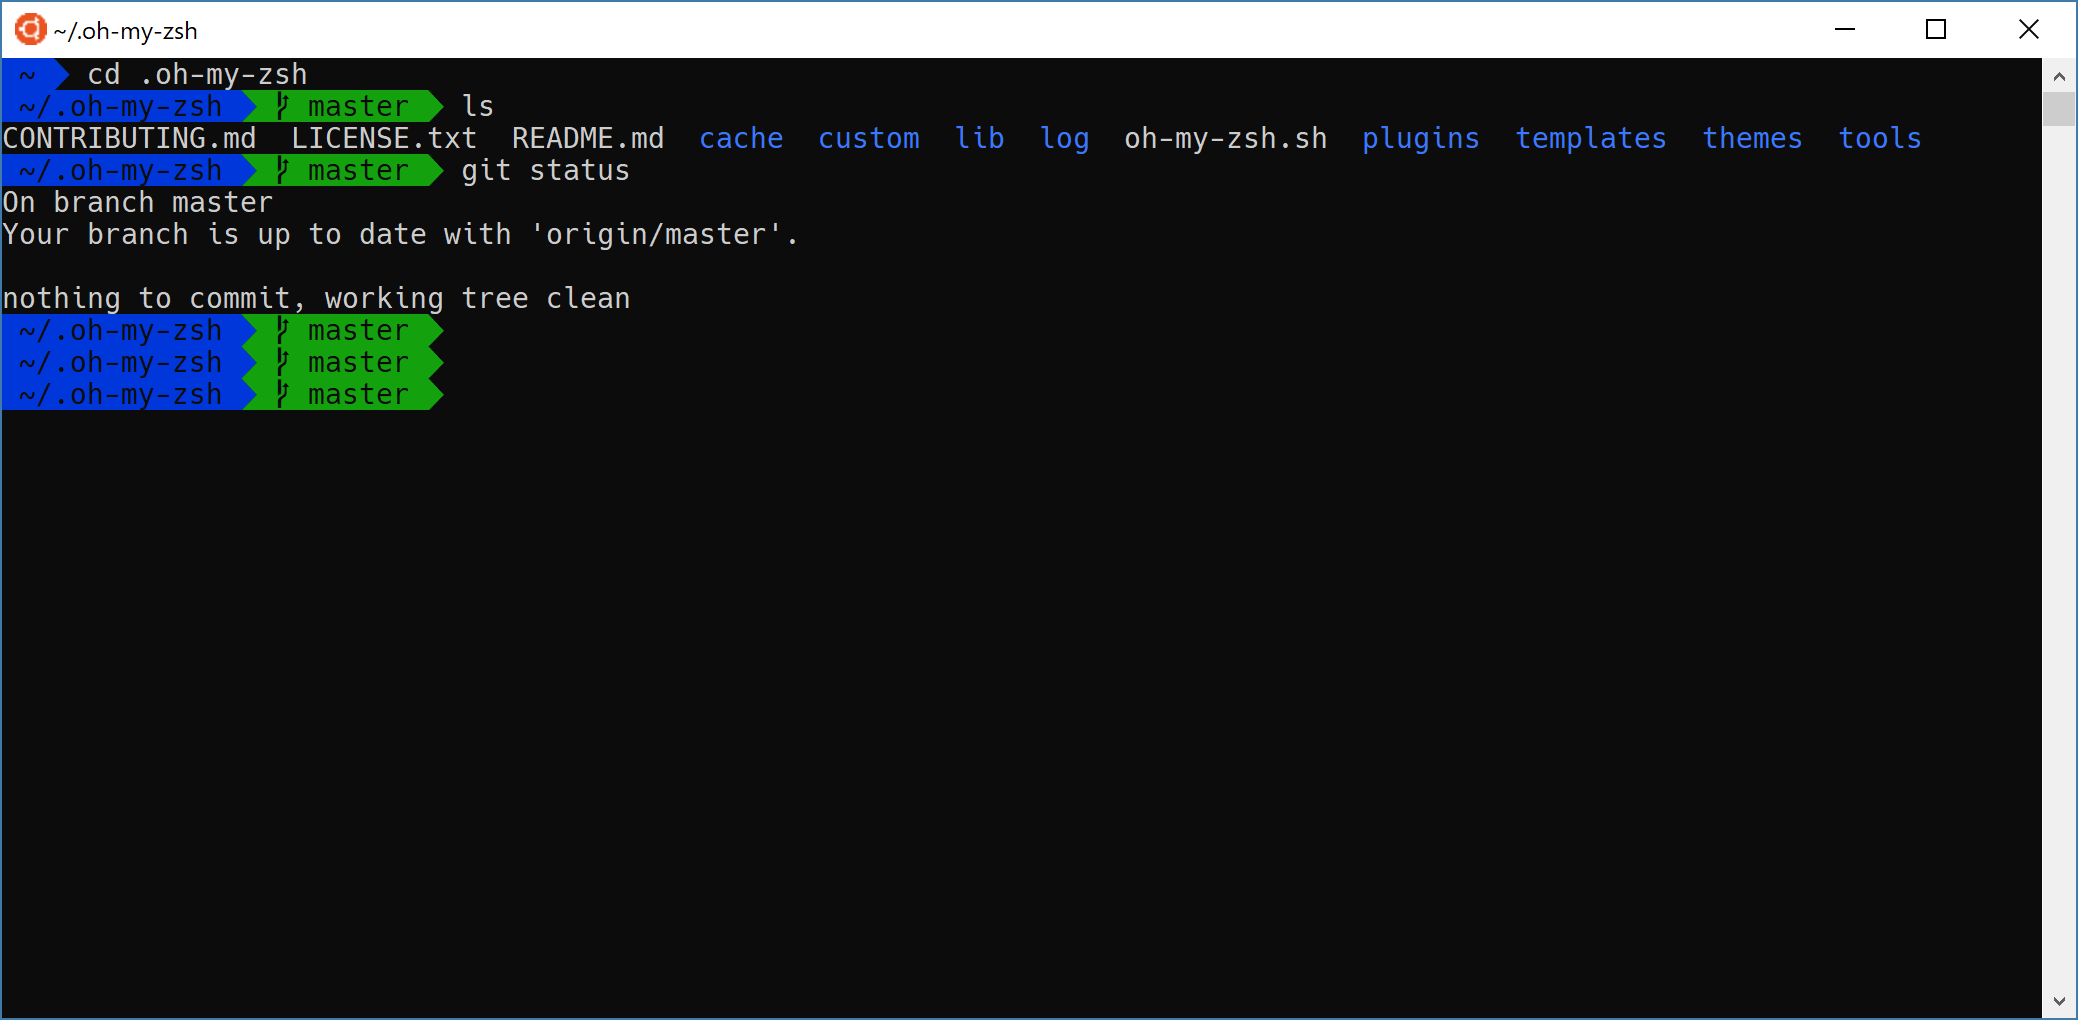 ~/.oh-my-zsh
~ cd .oh-my-zsh
~/.oh-my-zsh master ls
CONTRIBUTING.md LICENSE.txt README.md cache custom lib log oh-my-zsh.sh plugins templates themes tools
~/.oh-my-zsh master git status
On branch master
Your branch is up to date with 'origin/master'.
nothing to commit, working tree clean
~/.oh-my-zsh master
~/.oh-my-zsh master
~/.oh-my-zsh master